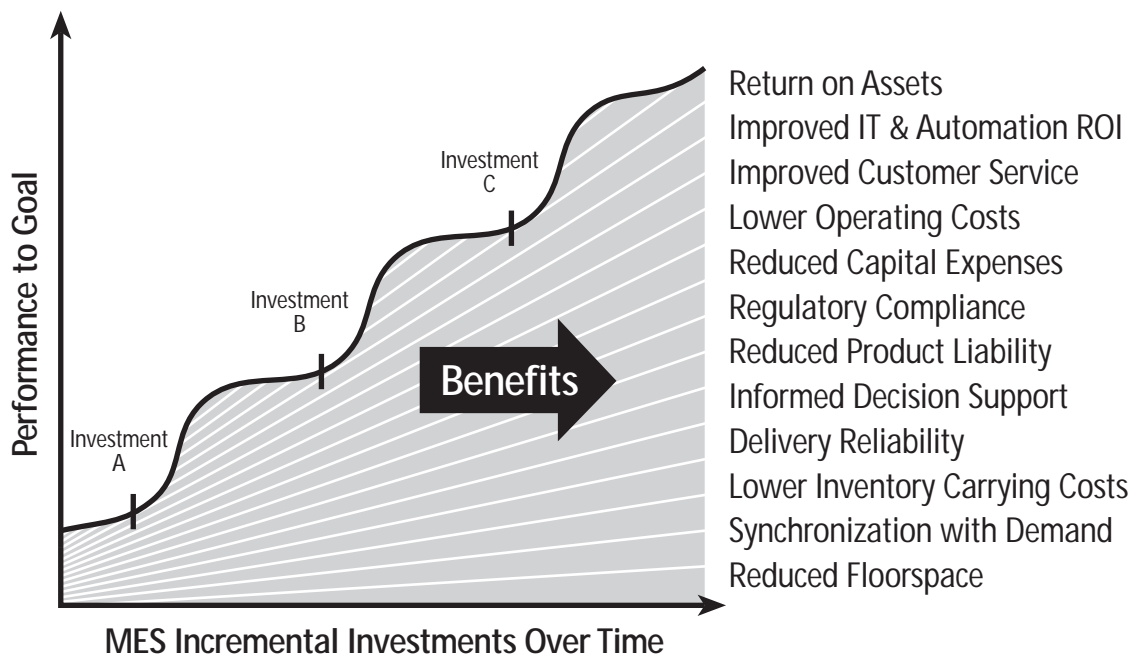 Performance to Goal
Investment
A
Investment
B
Investment
C
Benefits
Return on Assets
Improved IT & Automation ROI
Improved Customer Service
Lower Operating Costs
Reduced Capital Expenses
Regulatory Compliance
Reduced Product Liability
Informed Decision Support
Delivery Reliability
Lower Inventory Carrying Costs
Synchronization with Demand
Reduced Floorspace
MES Incremental Investments Over Time